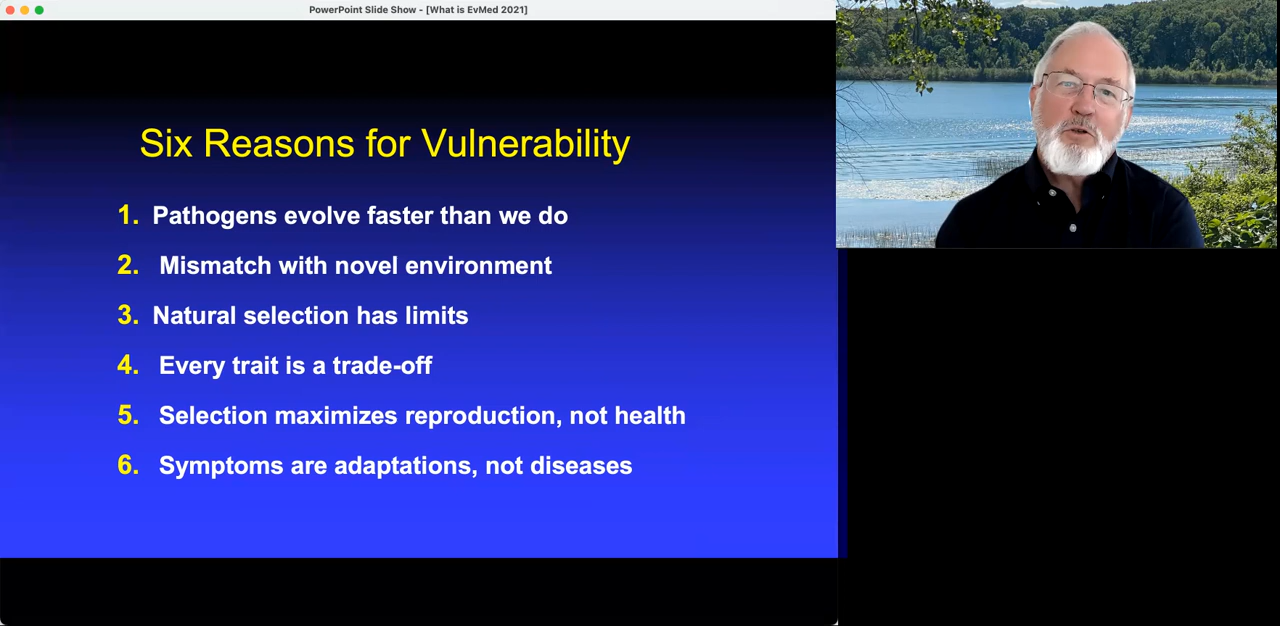 PowerPoint Slide Show - [What is EvMed 2021]
Six Reasons for Vulnerability
1. Pathogens evolve faster than we do
2. Mismatch with novel environment
3. Natural selection has limits
4. Every trait is a trade-off
5. Selection maximizes reproduction, not health
6. Symptoms are adaptations, not diseases